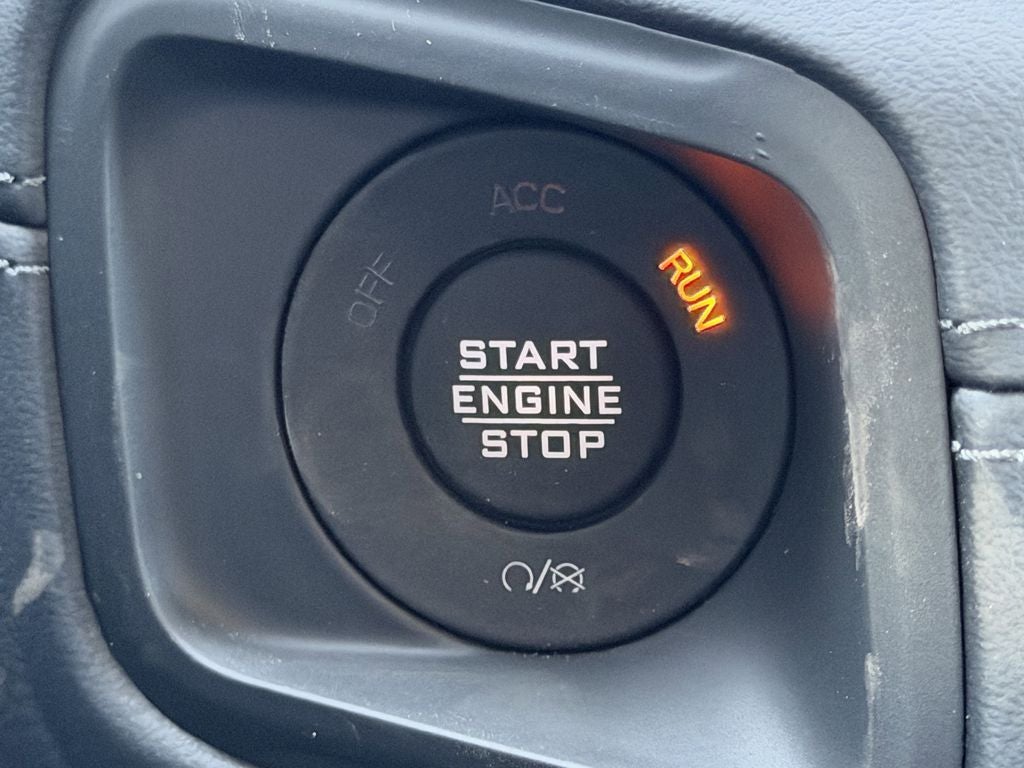 ACC
OFF
RUN
START
ENGINE
STOP